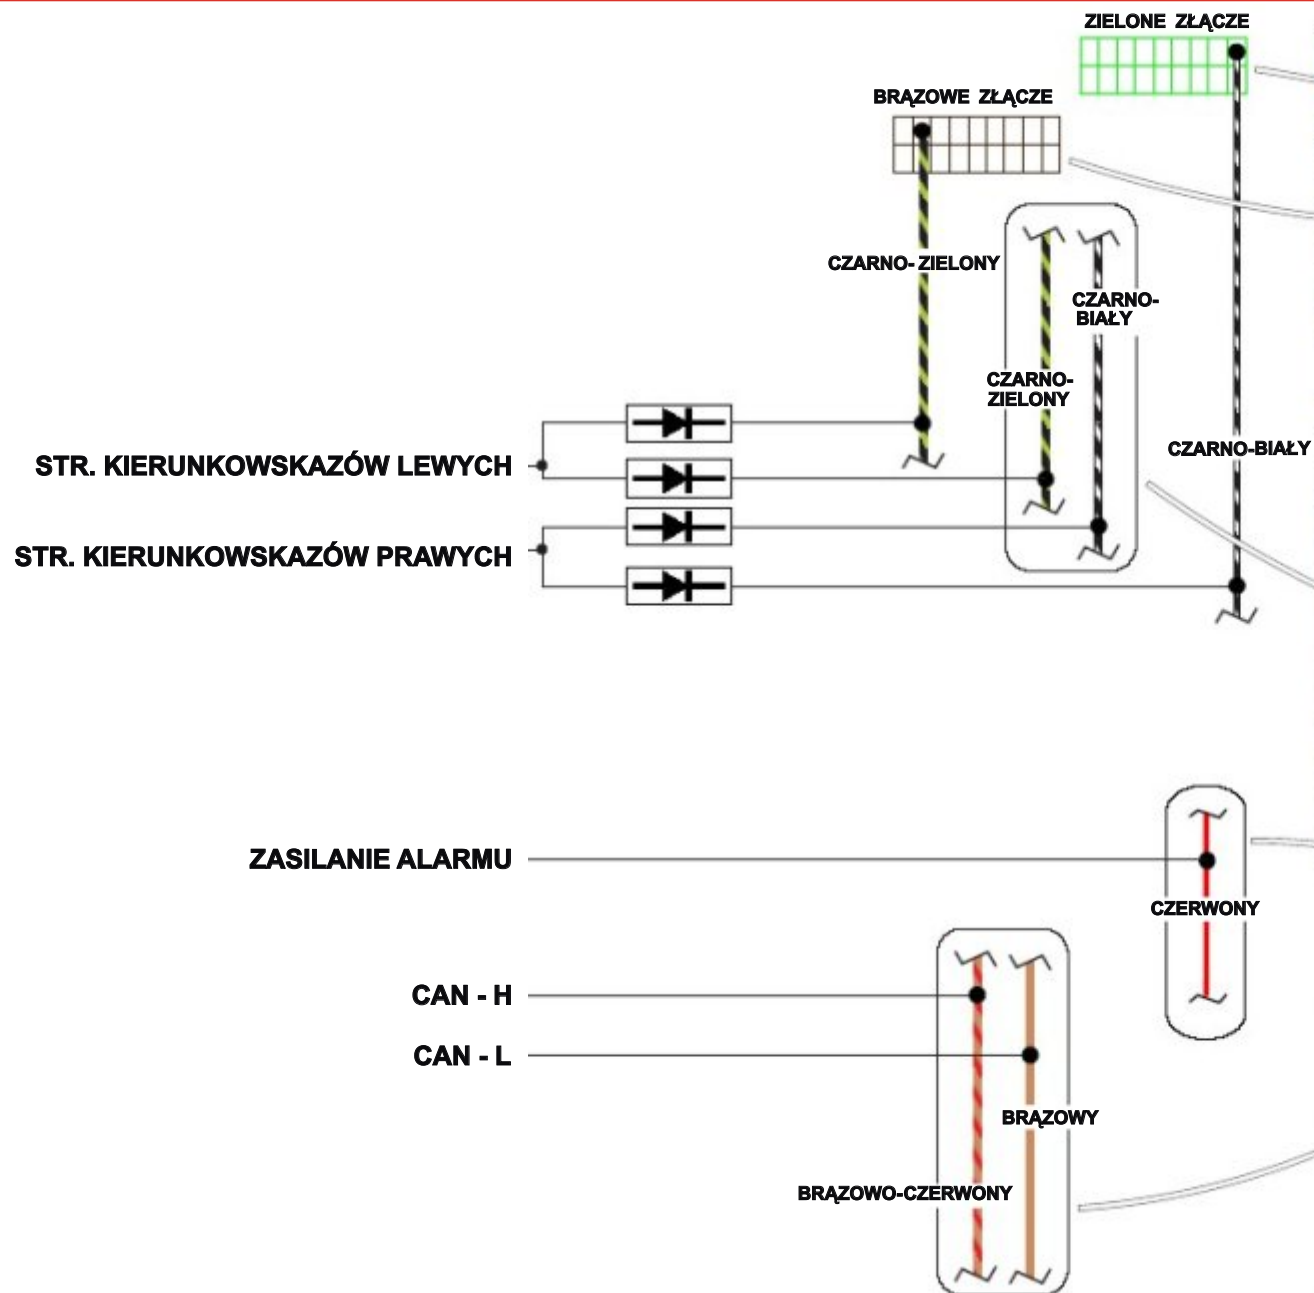 ZIELONE ZŁĄCZE
BRĄZOWE ZŁĄCZE
CZARNO-ZIELONY
CZARNO-
BIAŁY
CZARNO-
ZIELONY
CZARNO-BIAŁY
STR. KIERUNKOWSKAZÓW LEWYCH
STR. KIERUNKOWSKAZÓW PRAWYCH
ZASILANIE ALARMU
CZERWONY
CAN - H
CAN - L
BRĄZOWY
BRĄZOWO-CZERWONY